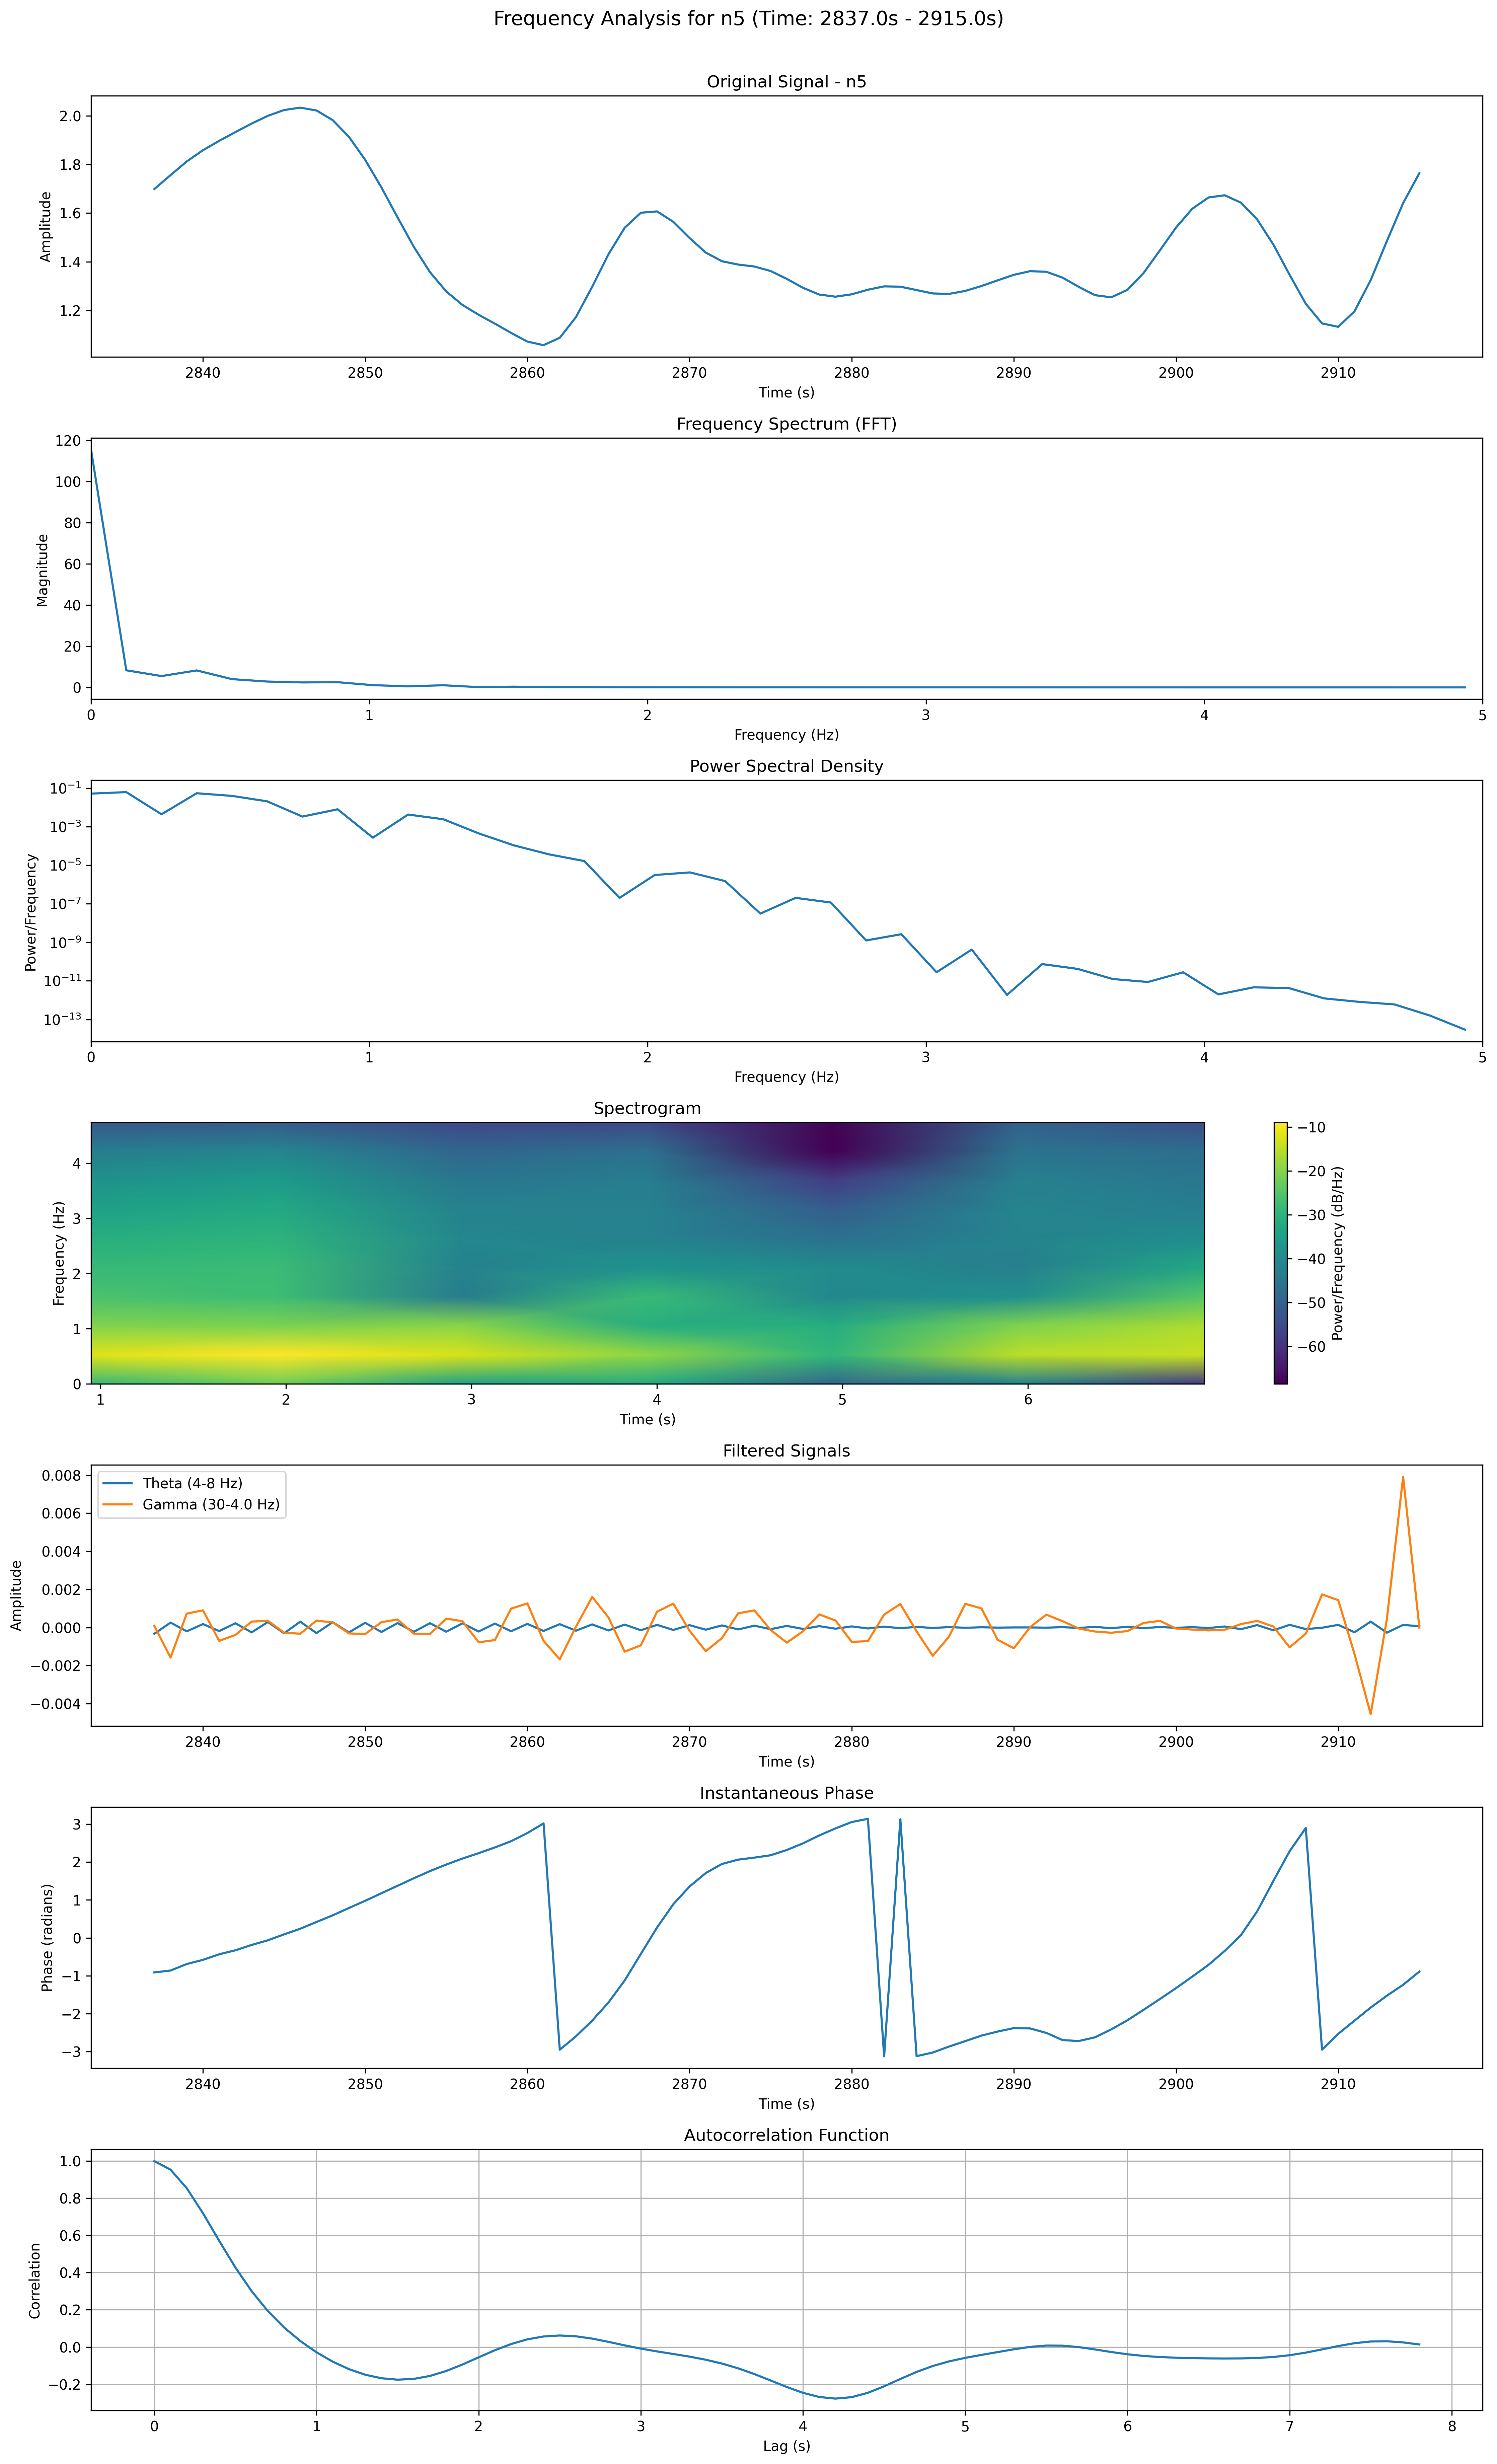 Frequency Analysis for n5 (Time: 2837.0s - 2915.0s)
Original Signal - n5
Amplitude
2.0
1.8
1.6
1.4
1.2
2840 2850 2860 2870 2880 2890 2900 2910
Time (s)
Frequency Spectrum (FFT)
Magnitude
120
100
80
60
40
20
0
0 1 2 3 4 5
Frequency (Hz)
Power Spectral Density
Power/Frequency
10⁻¹
10⁻³
10⁻⁵
10⁻⁷
10⁻⁹
10⁻¹¹
10⁻¹³
0 1 2 3 4 5
Frequency (Hz)
Spectrogram
Frequency (Hz)
4
3
2
1
0
1 2 3 4 5 6
Time (s)
−10
−20
−30
−40
−50
−60
Power/Frequency (dB/Hz)
Filtered Signals
Theta (4-8 Hz)
Gamma (30-4.0 Hz)
Amplitude
0.008
0.006
0.004
0.002
0.000
−0.002
−0.004
2840 2850 2860 2870 2880 2890 2900 2910
Time (s)
Instantaneous Phase
Phase (radians)
3
2
1
0
−1
−2
−3
2840 2850 2860 2870 2880 2890 2900 2910
Time (s)
Autocorrelation Function
Correlation
1.0
0.8
0.6
0.4
0.2
0.0
−0.2
0 1 2 3 4 5 6 7 8
Lag (s)